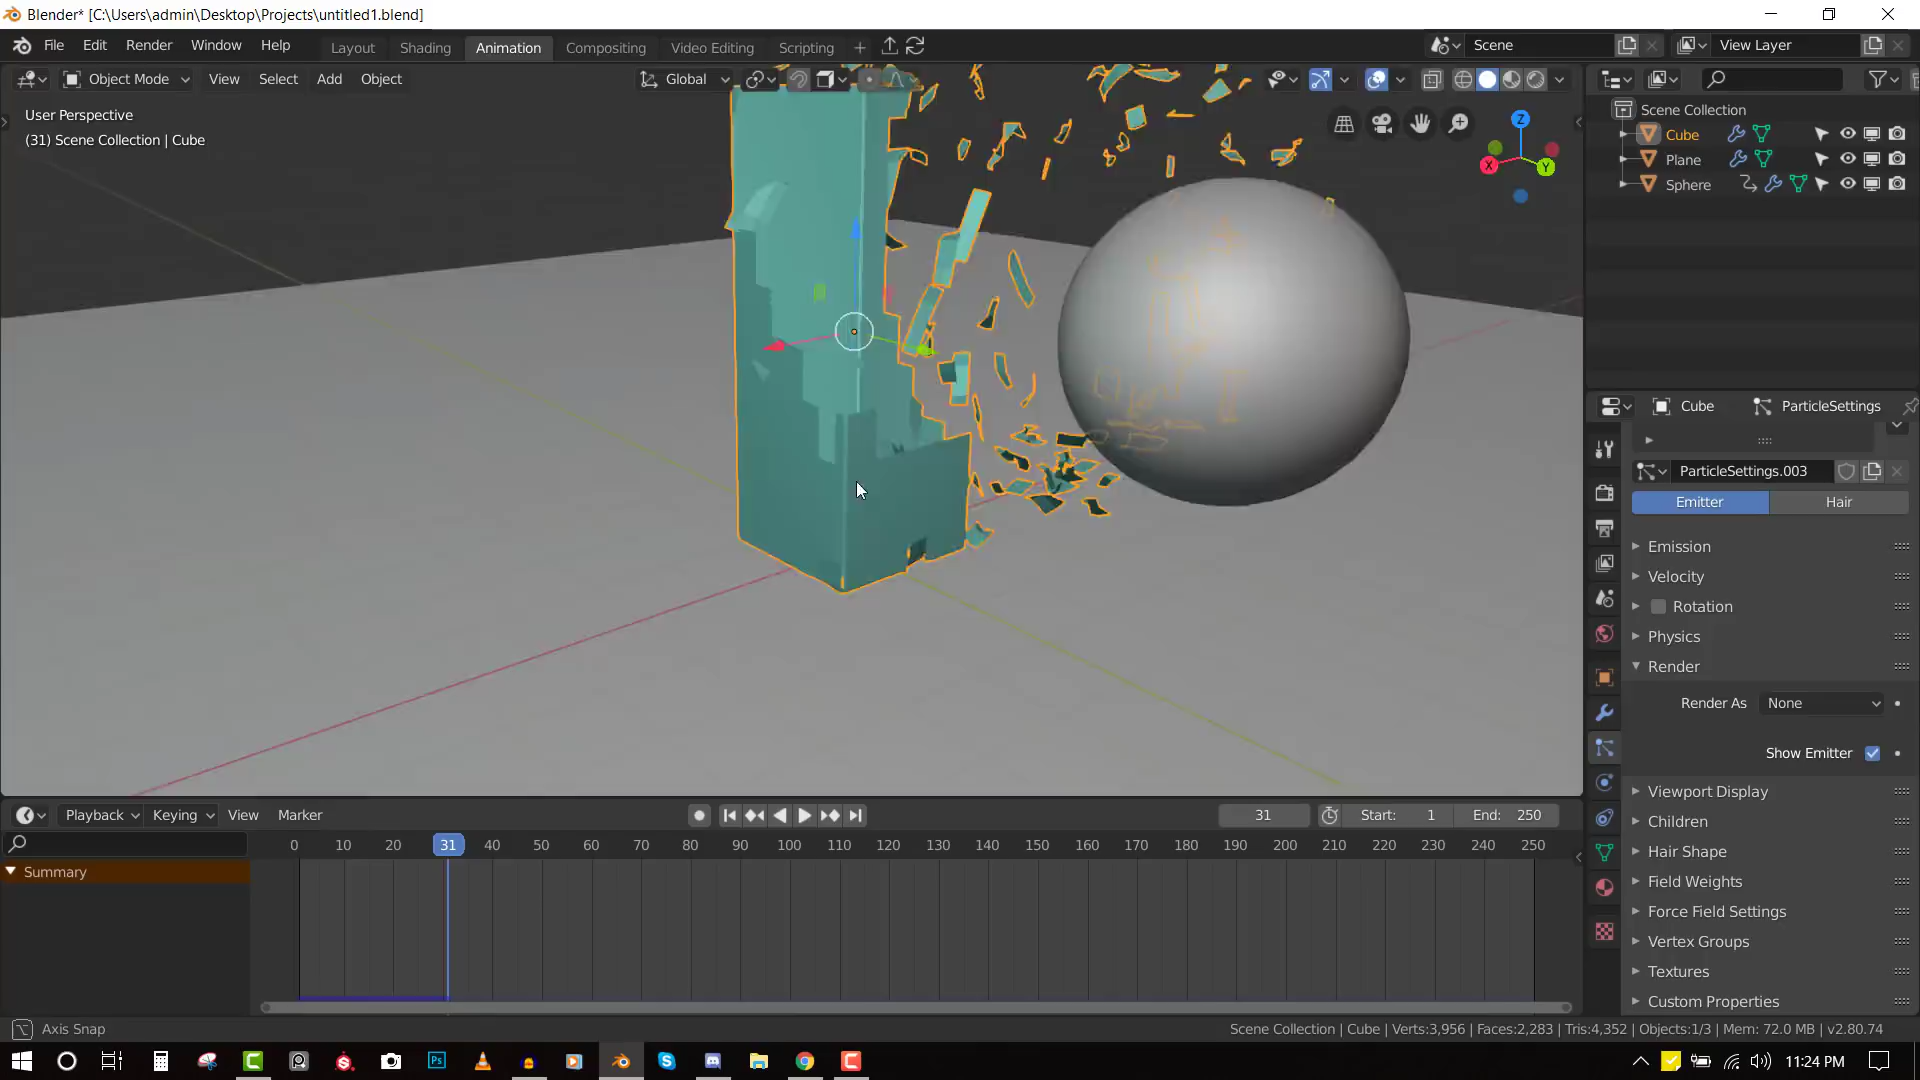 Blender* [C:\Users\admin\Desktop\Projects\untitled1.blend]
File Edit Render Window Help Layout Shading Animation Compositing Video Editing Scripting + Scene View Layer
Object Mode View Select Add Object Global
User Perspective
(31) Scene Collection | Cube
Z
X
Y
Scene Collection
Cube
Plane
Sphere
Cube ParticleSettings
ParticleSettings.003
Emitter Hair
Emission
Velocity
Rotation
Physics
Render
Render As None
Show Emitter
Viewport Display
Children
Hair Shape
Field Weights
Force Field Settings
Vertex Groups
Textures
Custom Properties
Playback Keying View Marker 31 Start: 1 End: 250
0 10 20 31 40 50 60 70 80 90 100 110 120 130 140 150 160 170 180 190 200 210 220 230 240 250
Summary
Axis Snap
Scene Collection | Cube | Verts:3,956 | Faces:2,283 | Tris:4,352 | Objects:1/3 | Mem: 72.0 MB | v2.80.74
Ps
11:24 PM